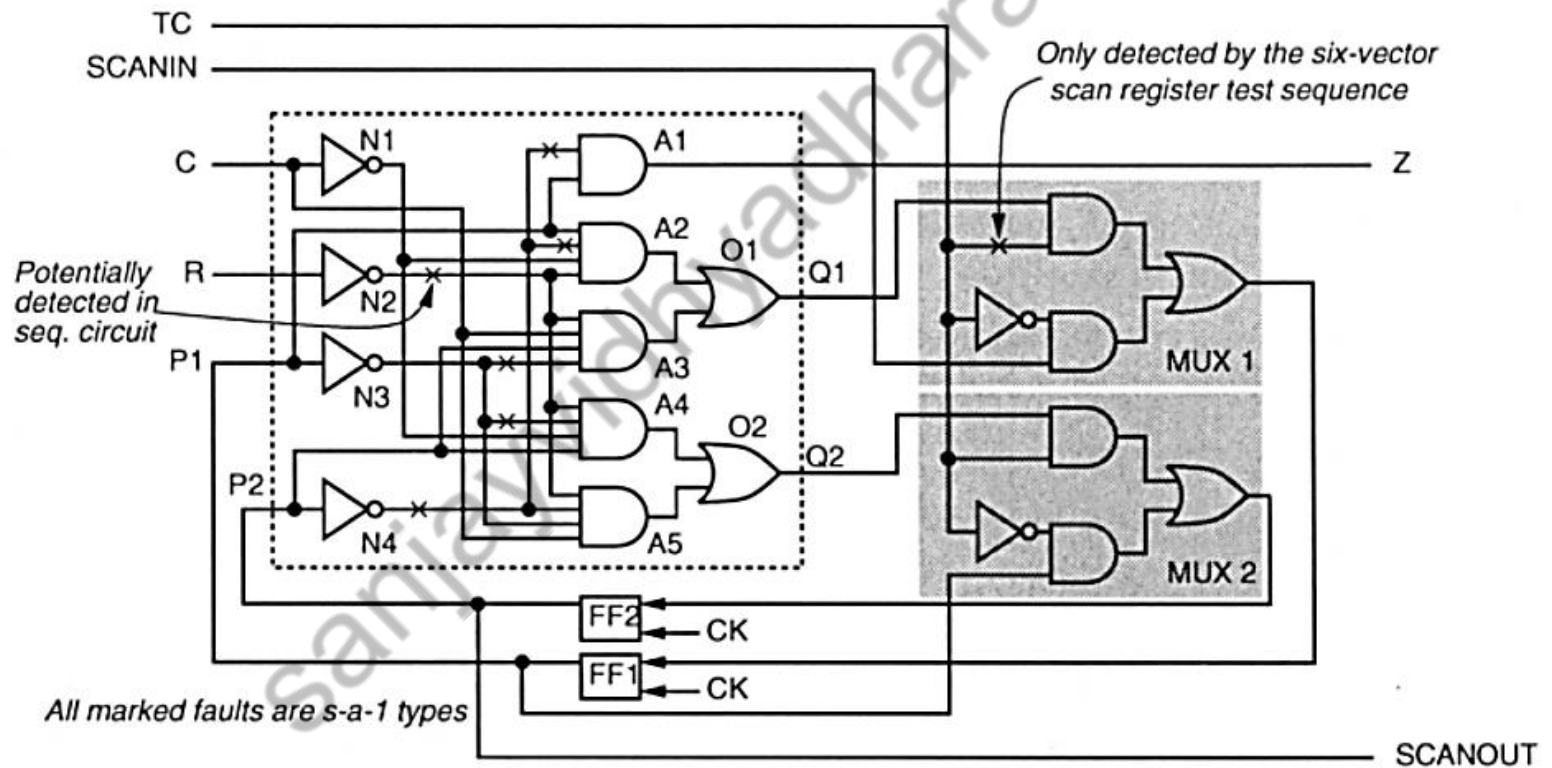 TC
SCANIN
Only detected by the six-vector
scan register test sequence
C
N1
A1
Z
R
N2
A2
O1
Q1
Potentially
detected in
seq. circuit
P1
N3
A3
MUX 1
A4
O2
Q2
P2
N4
A5
MUX 2
FF2
CK
FF1
CK
All marked faults are s-a-1 types
SCANOUT
sanjayvidhyadhara